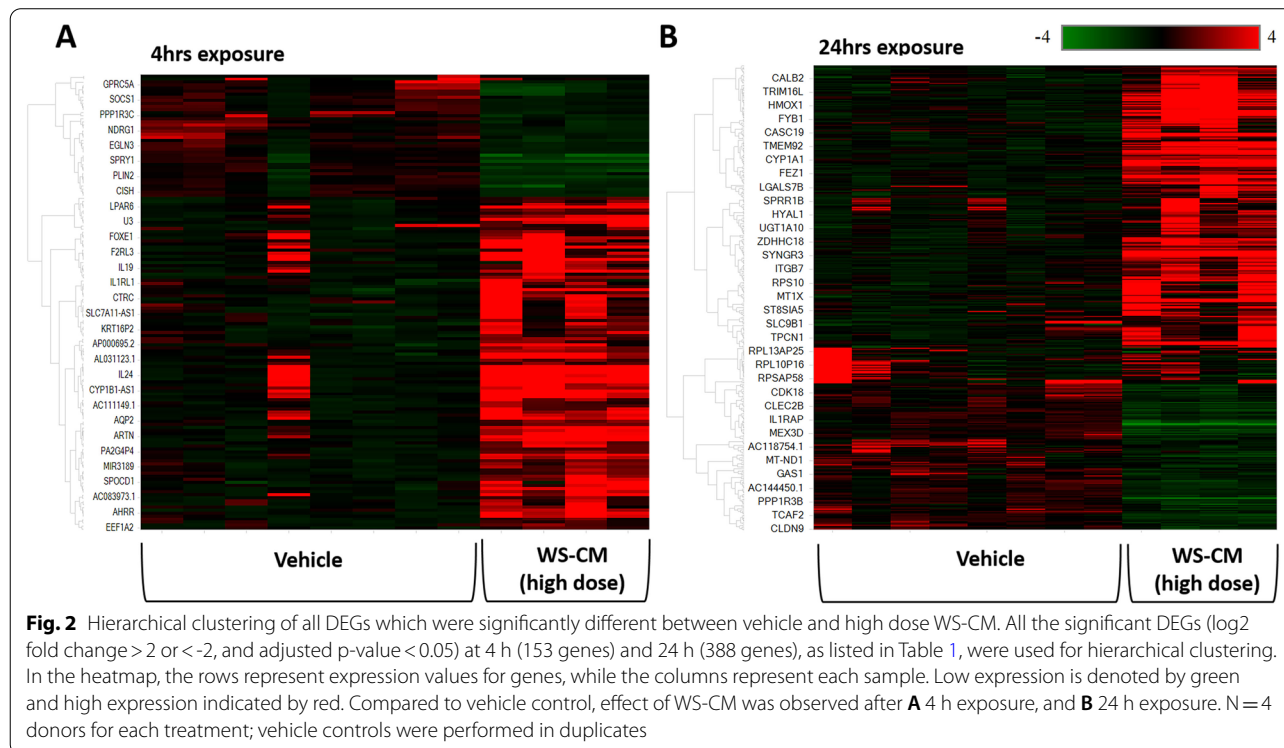 A
4hrs exposure
GPRC5A
SOCS1
PPP1R3C
NDRG1
EGLN3
SPRY1
PLIN2
CISH
LPAR6
U3
FOXE1
F2RL3
IL19
IL1RL1
CTRC
SLC7A11-AS1
KRT16P2
AP000695.2
AL031123.1
IL24
CYP1B1-AS1
AC111149.1
AQP2
ARTN
PA2G4P4
MIR3189
SPOCD1
AC083973.1
AHRR
EEF1A2
Vehicle
WS-CM
(high dose)
B
24hrs exposure
-4
4
CALB2
TRIM16L
HMOX1
FYB1
CASC19
TMEM92
CYP1A1
FEZ1
LGALS7B
SPRR1B
HYAL1
UGT1A10
ZDHHC18
SYNGR3
ITGB7
RPS10
MT1X
ST8SIA5
SLC9B1
TPCN1
RPL13AP25
RPL10P16
RPSAP58
CDK18
CLEC2B
IL1RAP
MEX3D
AC118754.1
MT-ND1
GAS1
AC144450.1
PPP1R3B
TCAF2
CLDN9
Vehicle
WS-CM
(high dose)
Fig. 2 Hierarchical clustering of all DEGs which were significantly different between vehicle and high dose WS-CM. All the significant DEGs (log2
fold change > 2 or < -2, and adjusted p-value < 0.05) at 4 h (153 genes) and 24 h (388 genes), as listed in Table 1, were used for hierarchical clustering.
In the heatmap, the rows represent expression values for genes, while the columns represent each sample. Low expression is denoted by green
and high expression indicated by red. Compared to vehicle control, effect of WS-CM was observed after A 4 h exposure, and B 24 h exposure. N = 4
donors for each treatment; vehicle controls were performed in duplicates